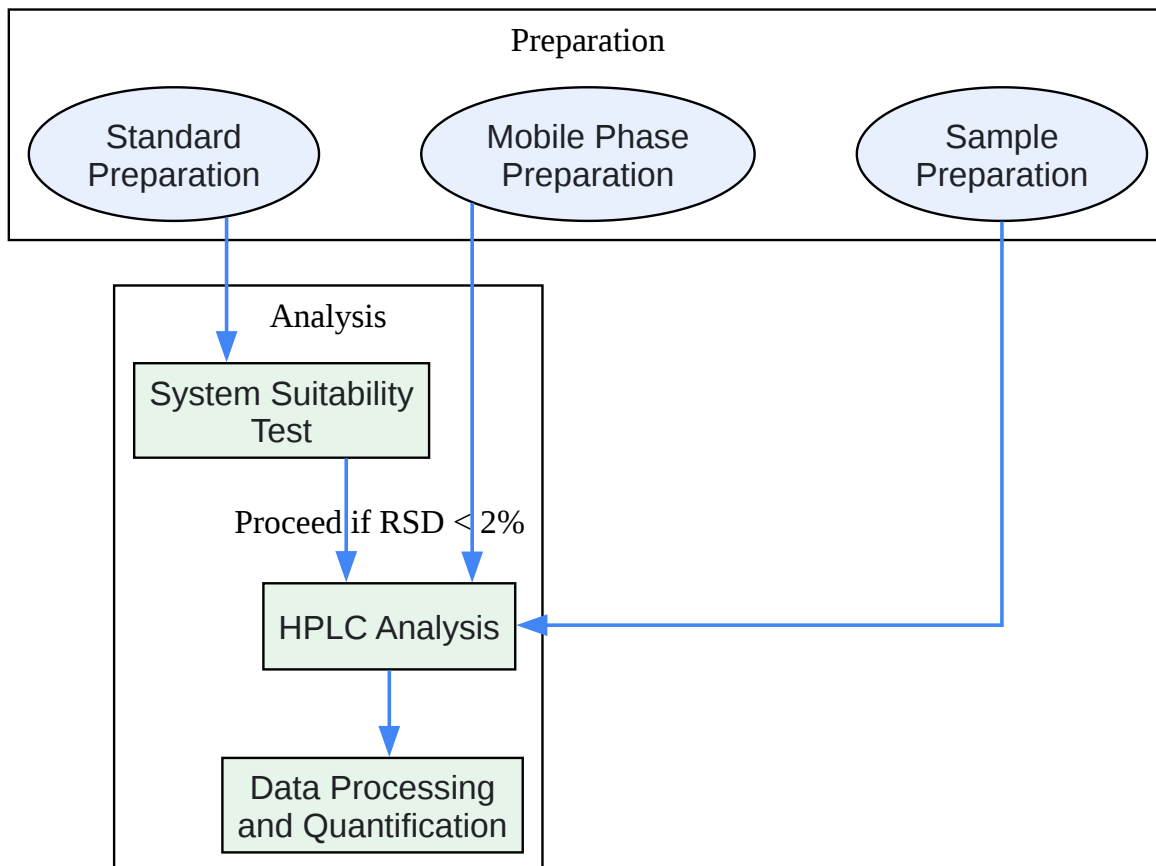 Preparation
Standard
Preparation
Mobile Phase
Preparation
Sample
Preparation
Analysis
System Suitability
Test
Proceed if RSD < 2%
HPLC Analysis
Data Processing
and Quantification